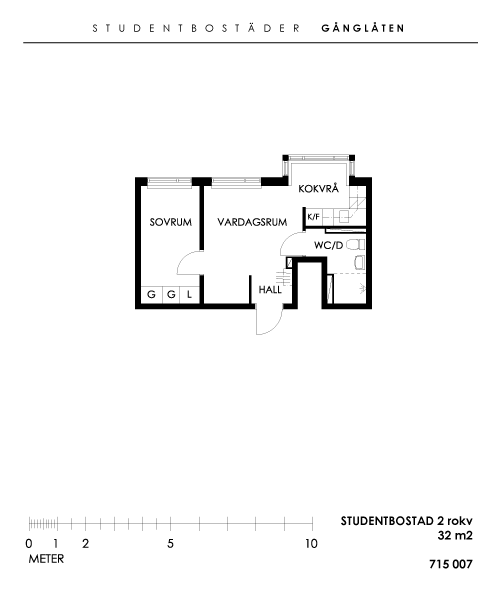 STUDENTBOSTÄDER GÅNGLÅTEN
KOKVRÅ
SOVRUM VARDAGSRUM K/F
WC/D
G G L HALL
0 1 2 5 10
METER
STUDENTBOSTAD 2 rokv
32 m2
715 007